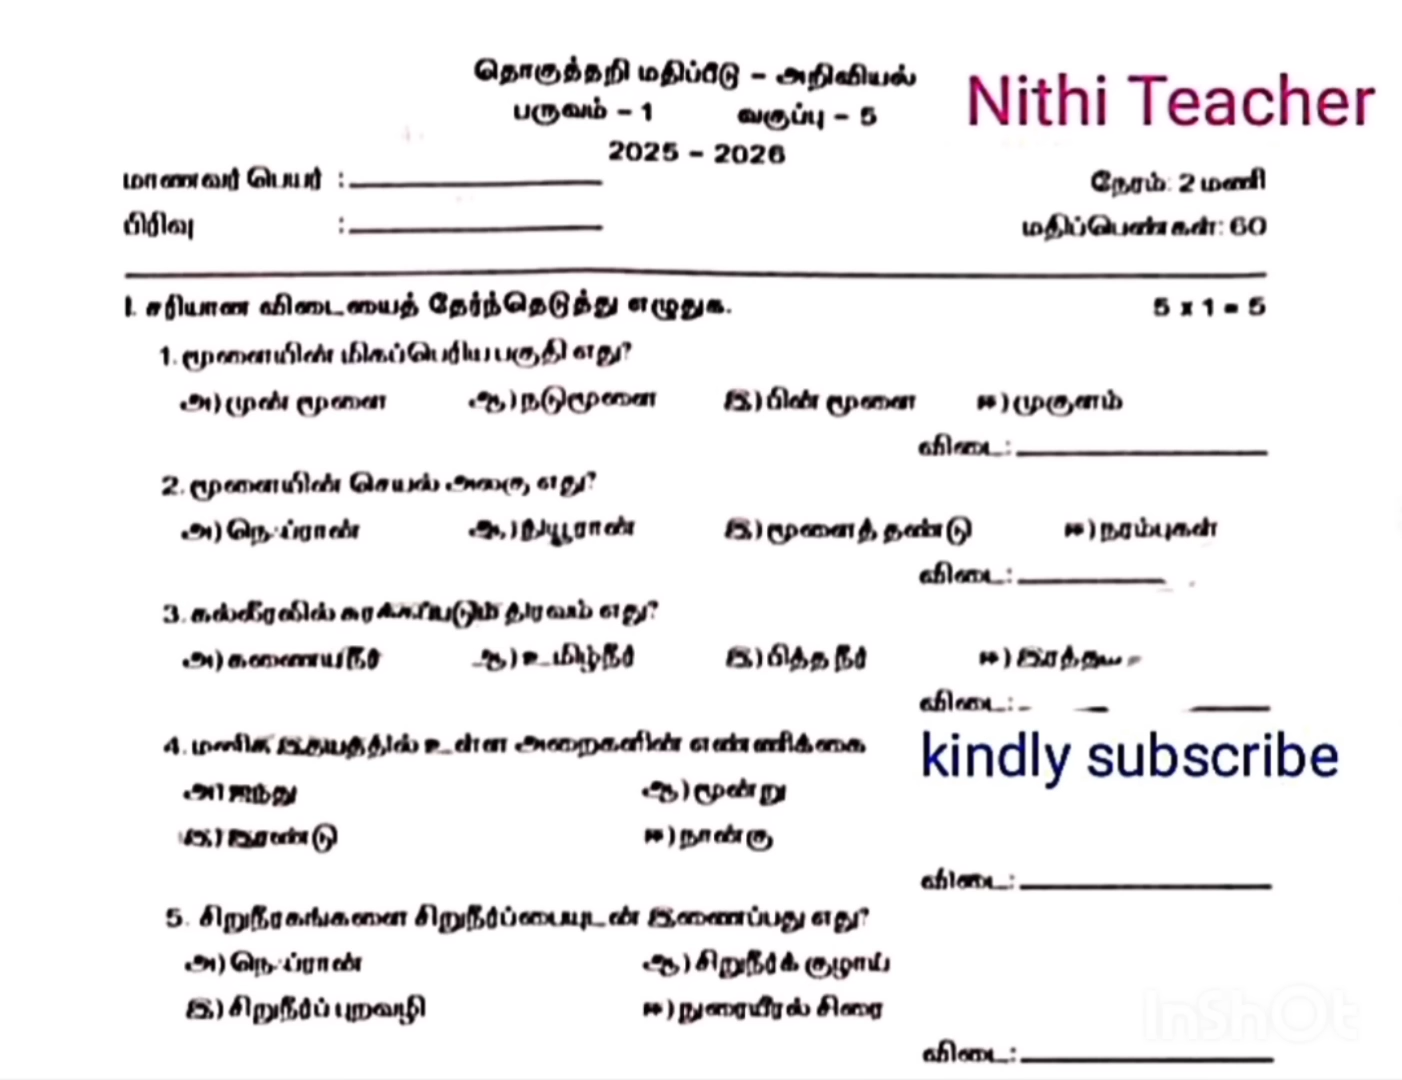 தொகுத்தறி மதிப்பீடு – அறிவியல்
Nithi Teacher
பருவம் – 1 வகுப்பு – 5
2025 – 2026
மாணவர் பெயர் :
நேரம்: 2 மணி
பிரிவு :
மதிப்பெண்கள்: 60
I. சரியான விடையைத் தேர்ந்தெடுத்து எழுதுக. 5 x 1 = 5
1. மூளையின் மிகப்பெரிய பகுதி எது?
அ) முன் மூளை ஆ) நடுமூளை இ) பின் மூளை ஈ) முகுளம்
விடை :
2. மூளையின் செயல் அலகு எது?
அ) நெஃப்ரான் ஆ) நியூரான் இ) மூளைத் தண்டு ஈ) நரம்புகள்
விடை :
3. கல்லீரலில் சுரக்கப்படும் திரவம் எது?
அ) கணையநீர் ஆ) உமிழ்நீர் இ) பித்த நீர் ஈ)
விடை :
4. மனித இதயத்தில் உள்ள அறைகளின் எண்ணிக்கை
kindly subscribe
அ) ஐந்து ஆ) மூன்று
இ) இரண்டு ஈ) நான்கு
விடை :
5. சிறுநீரகங்களை சிறுநீர்ப்பையுடன் இணைப்பது எது?
அ) நெஃப்ரான் ஆ) சிறுநீர்க் குழாய்
இ) சிறுநீர்ப் புறவழி ஈ) நுரையீரல் சிரை
விடை :
InShOt